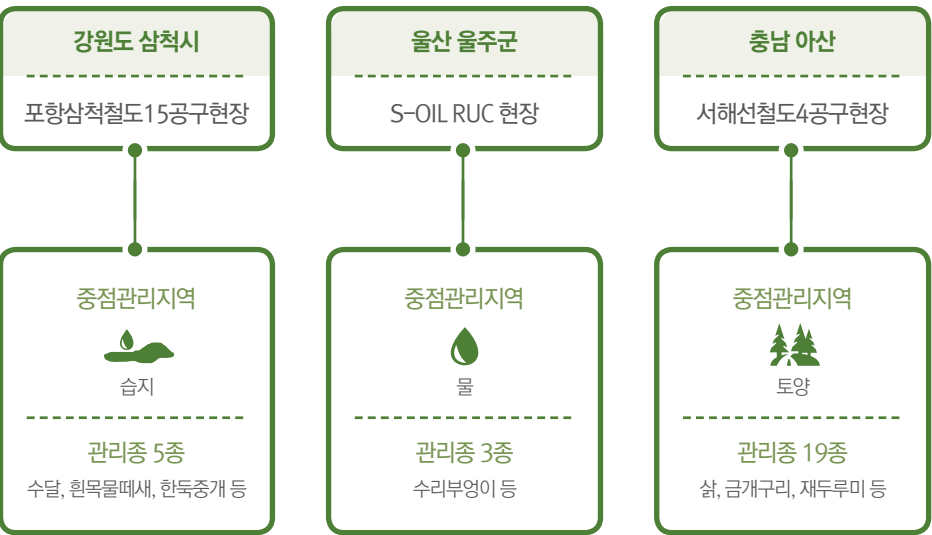 강원도 삼척시
포항삼척철도15공구현장
중점관리지역
습지
관리종 5종
수달, 흰목물떼새, 한둑중개 등
울산 울주군
S-OIL RUC 현장
중점관리지역
물
관리종 3종
수리부엉이 등
충남 아산
서해선철도4공구현장
중점관리지역
토양
관리종 19종
삵, 금개구리, 재두루미 등